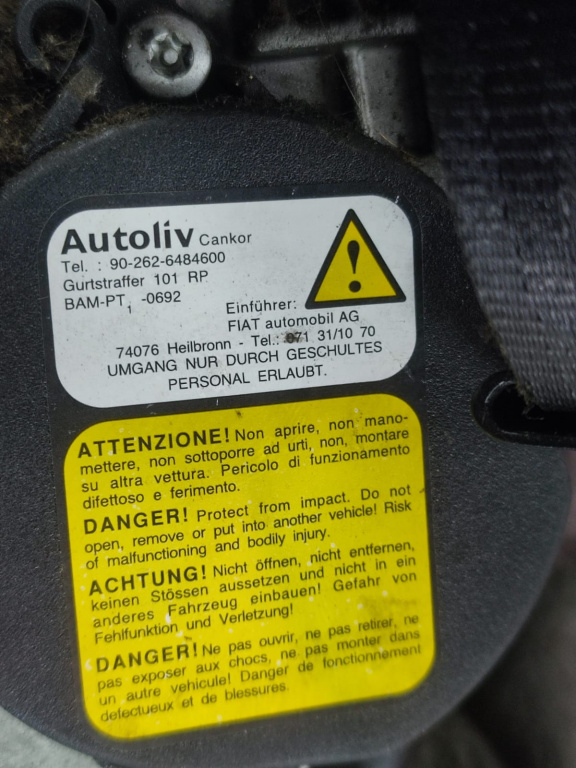 Autoliv Cankor
Tel. : 90-262-6484600
Gurtstraffer 101 RP
BAM-PT₁ -0692
Einführer:
FIAT automobil AG
74076 Heilbronn - Tel.: 071 31/10 70
UMGANG NUR DURCH GESCHULTES
PERSONAL ERLAUBT.
ATTENZIONE! Non aprire, non mano-
mettere, non sottoporre ad urti, non, montare
su altra vettura. Pericolo di funzionamento
difettoso e ferimento.
DANGER! Protect from impact. Do not
open, remove or put into another vehicle! Risk
of malfunctioning and bodily injury.
ACHTUNG! Nicht öffnen, nicht entfernen,
keinen Stössen aussetzen und nicht in ein
anderes Fahrzeug einbauen! Gefahr von
Fehlfunktion und Verletzung!
DANGER! Ne pas ouvrir, ne pas retirer, ne
pas exposer aux chocs, ne pas monter dans
un autre vehicule! Danger de fonctionnement
defectueux et de blessures.